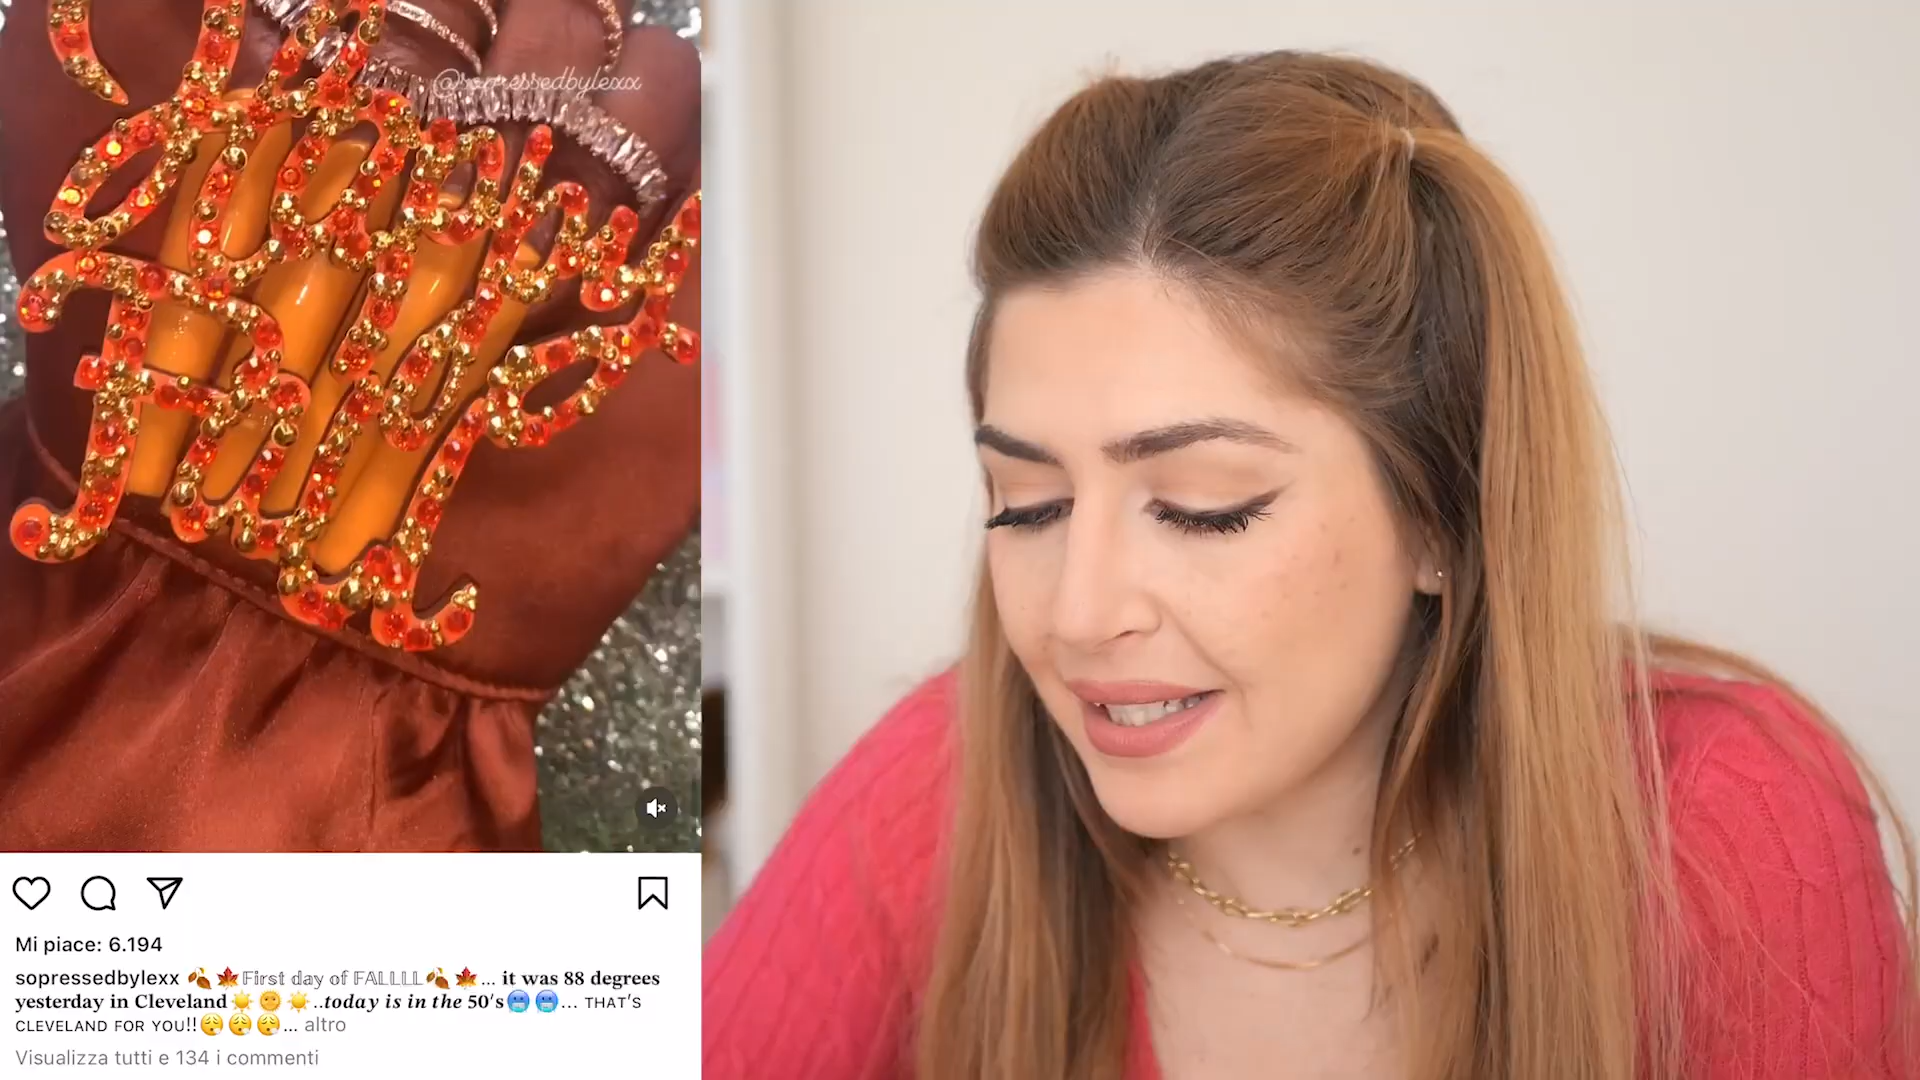 @sopressedbylexx
Happy
Fall
Mi piace: 6.194
sopressedbylexx 🍂🍁First day of FALLLL🍂🍁... it was 88 degrees
yesterday in Cleveland☀️🌝☀️..today is in the 50's🥶🥶... THAT'S
CLEVELAND FOR YOU!!😮‍💨😮‍💨😮‍💨... altro
Visualizza tutti e 134 i commenti